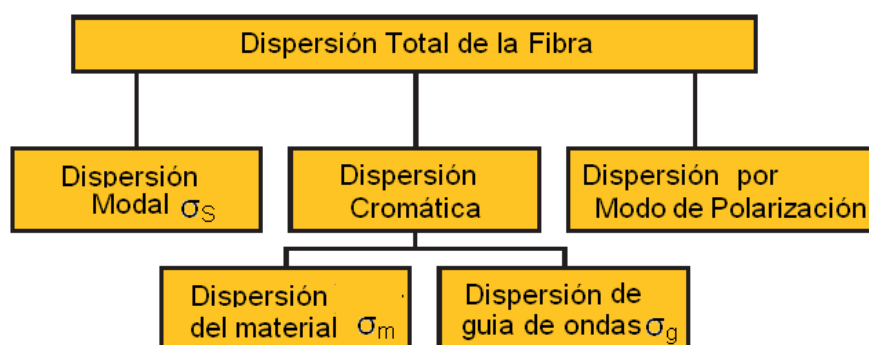 Dispersión Total de la Fibra
Dispersión
Modal σS
Dispersión
Cromática
Dispersión por
Modo de Polarización
Dispersión
del material σm
Dispersión de
guia de ondas σg